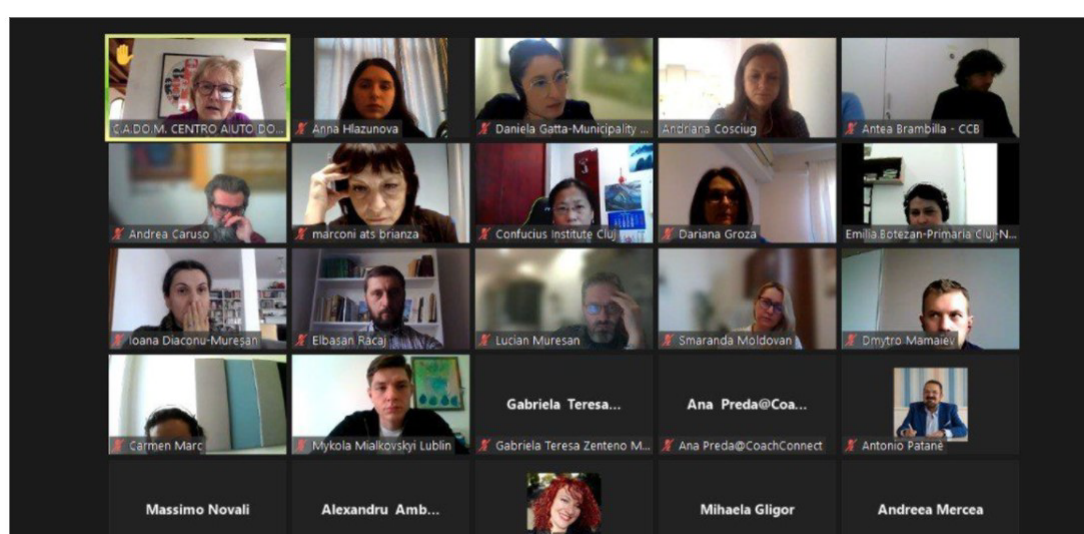 C.A.DO.M. CENTRO AIUTO DO...
Anna Hlazunova
Daniela Gatta-Municipality ...
Andriana Cosciug
Antea Brambilla - CCB
Andrea Caruso
marconi ats brianza
Confucius Institute Cluj
Dariana Groza
Emilia.Botezan-Primaria Cluj-N...
Ioana Diaconu-Mureșan
Elbasan Racaj
Lucian Muresan
Smaranda Moldovan
Dmytro Mamaiev
Carmen Marc
Mykola Mialkovskyi Lublin
Gabriela Teresa...
Gabriela Teresa Zenteno M...
Ana Preda@Coa...
Ana Preda@CoachConnect
Antonio Patanè
Massimo Novali
Alexandru Amb...
Mihaela Gligor
Andreea Mercea